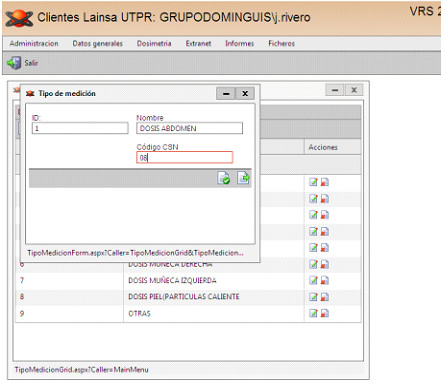 Clientes Lainsa UTPR: GRUPODOMINGUIS\j.rivero
VRS 2
Administracion Datos generales Dosimetria Extranet Informes Ficheros
Salir
Tipo de medición
ID: Nombre
1 DOSIS ABDOMEN
Código CSN
08
Acciones
TipoMedicionForm.aspx?Caller=TipoMedicionGrid&TipoMedicion...
6 DOSIS MUÑECA DERECHA
7 DOSIS MUÑECA IZQUIERDA
8 DOSIS PIEL(PARTICULAS CALIENTE
9 OTRAS
TipoMedicionGrid.aspx?Caller=MainMenu